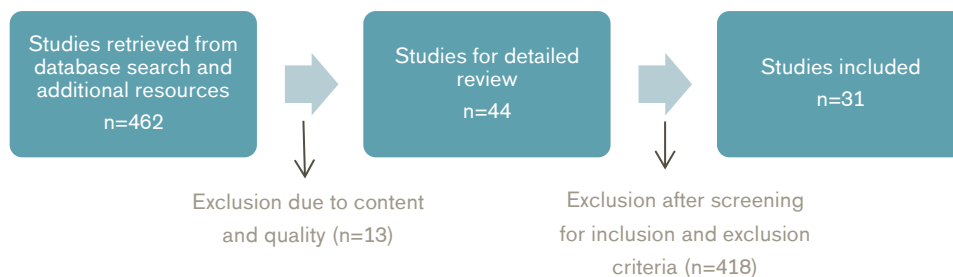 Studies retrieved from
database search and
additional resources
n=462
Studies for detailed
review
n=44
Studies included
n=31
Exclusion due to content
and quality (n=13)
Exclusion after screening
for inclusion and exclusion
criteria (n=418)